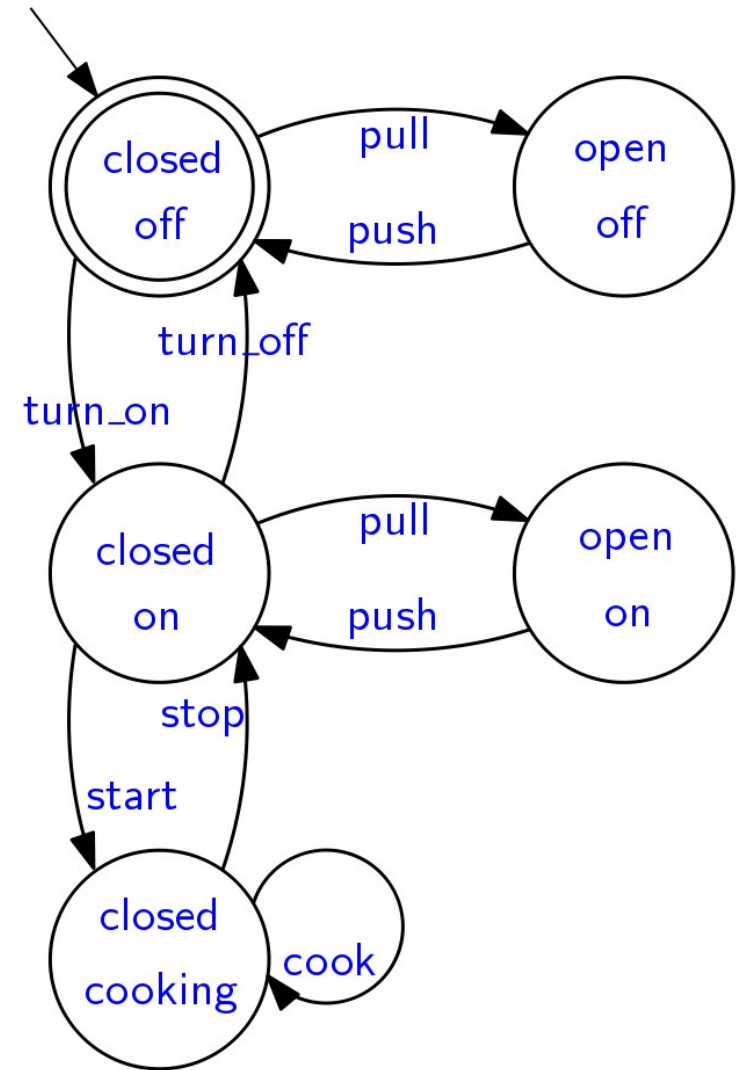 closed
off
pull
push
open
off
turn_off
turn_on
closed
on
pull
push
open
on
stop
start
closed
cooking
cook